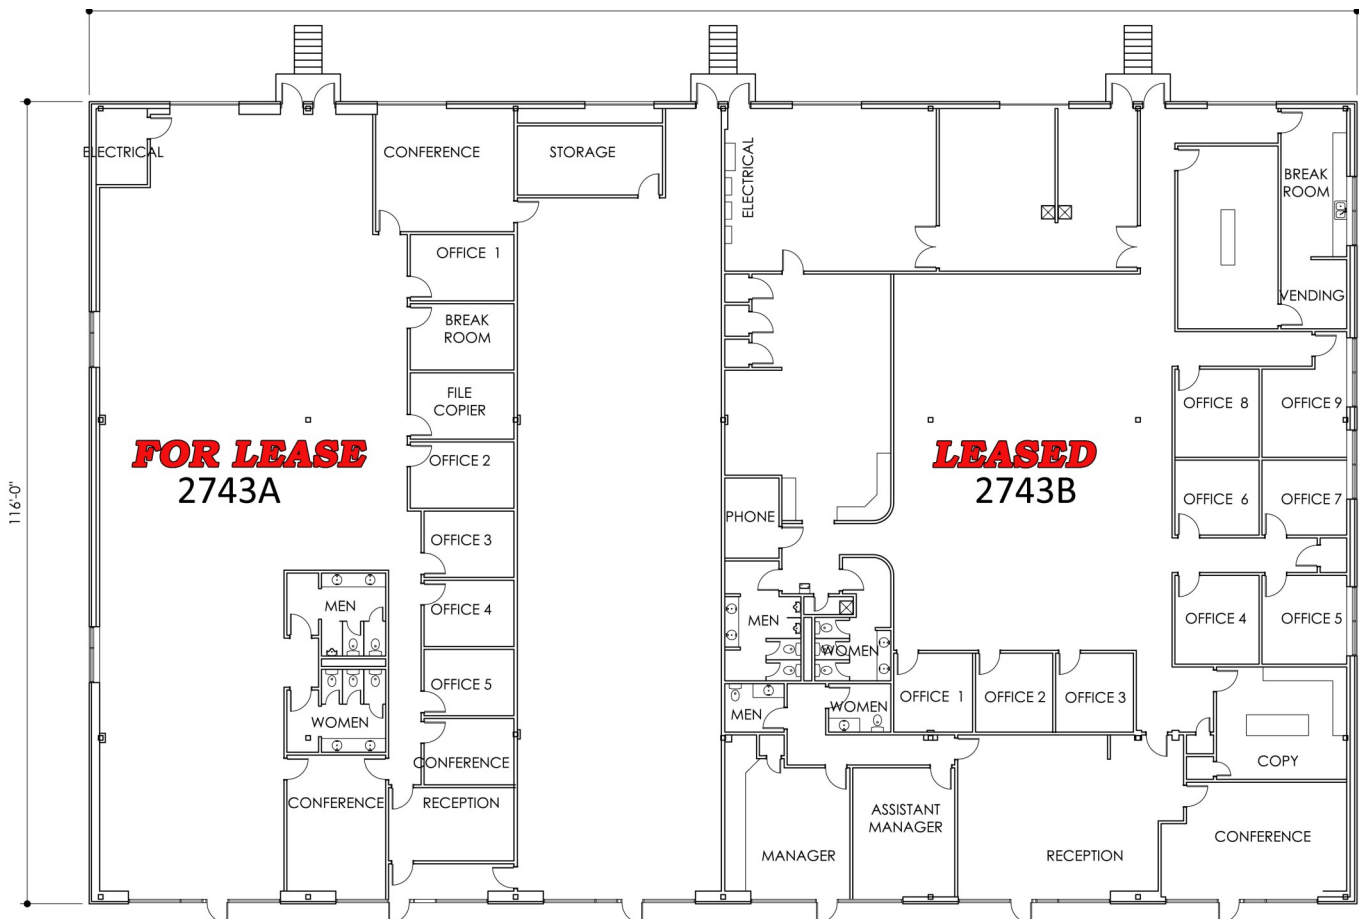 ELECTRICAL
CONFERENCE
STORAGE
ELECTRICAL
BREAK
ROOM
VENDING
OFFICE 1
BREAK
ROOM
FILE
COPIER
OFFICE 2
OFFICE 3
OFFICE 4
OFFICE 5
CONFERENCE
RECEPTION
CONFERENCE
MEN
WOMEN
FOR LEASE
2743A
116'-0"
LEASED
2743B
PHONE
MEN
WOMEN
MEN
WOMEN
OFFICE 8
OFFICE 9
OFFICE 6
OFFICE 7
OFFICE 4
OFFICE 5
OFFICE 1
OFFICE 2
OFFICE 3
COPY
MANAGER
ASSISTANT
MANAGER
RECEPTION
CONFERENCE